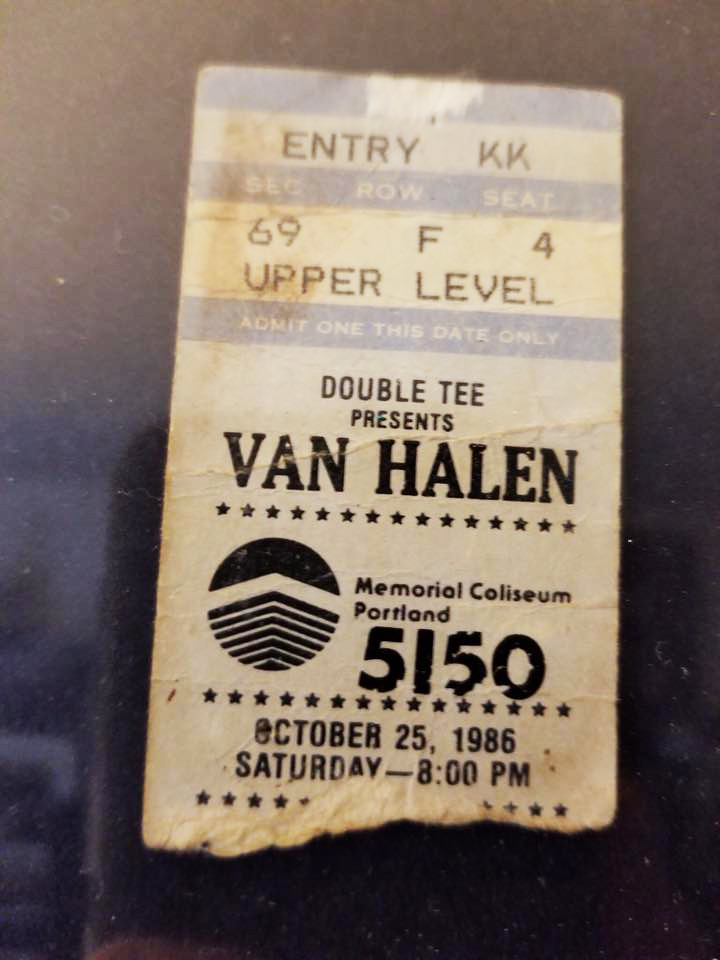 ENTRY KK
SEC ROW SEAT
69 F 4
UPPER LEVEL
ADMIT ONE THIS DATE ONLY
DOUBLE TEE
PRESENTS
VAN HALEN
Memorial Coliseum
Portland
5150
OCTOBER 25, 1986
SATURDAY—8:00 PM